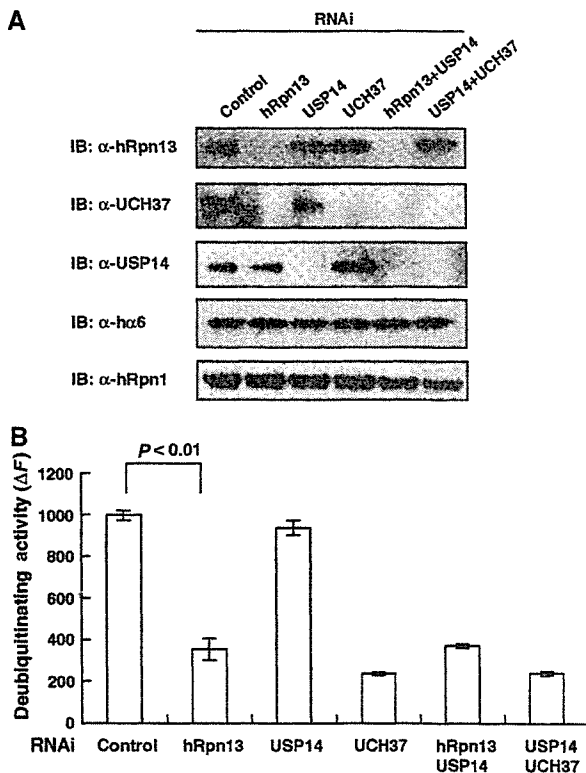 A
RNAi
Control
hRpn13
USP14
UCH37
hRpn13+USP14
USP14+UCH37
IB: α-hRpn13
IB: α-UCH37
IB: α-USP14
IB: α-hα6
IB: α-hRpn1
B
P < 0.01
Deubiquitinating activity (ΔF)
1200
1000
800
600
400
200
0
RNAi Control hRpn13 USP14 UCH37 hRpn13 USP14
USP14 UCH37